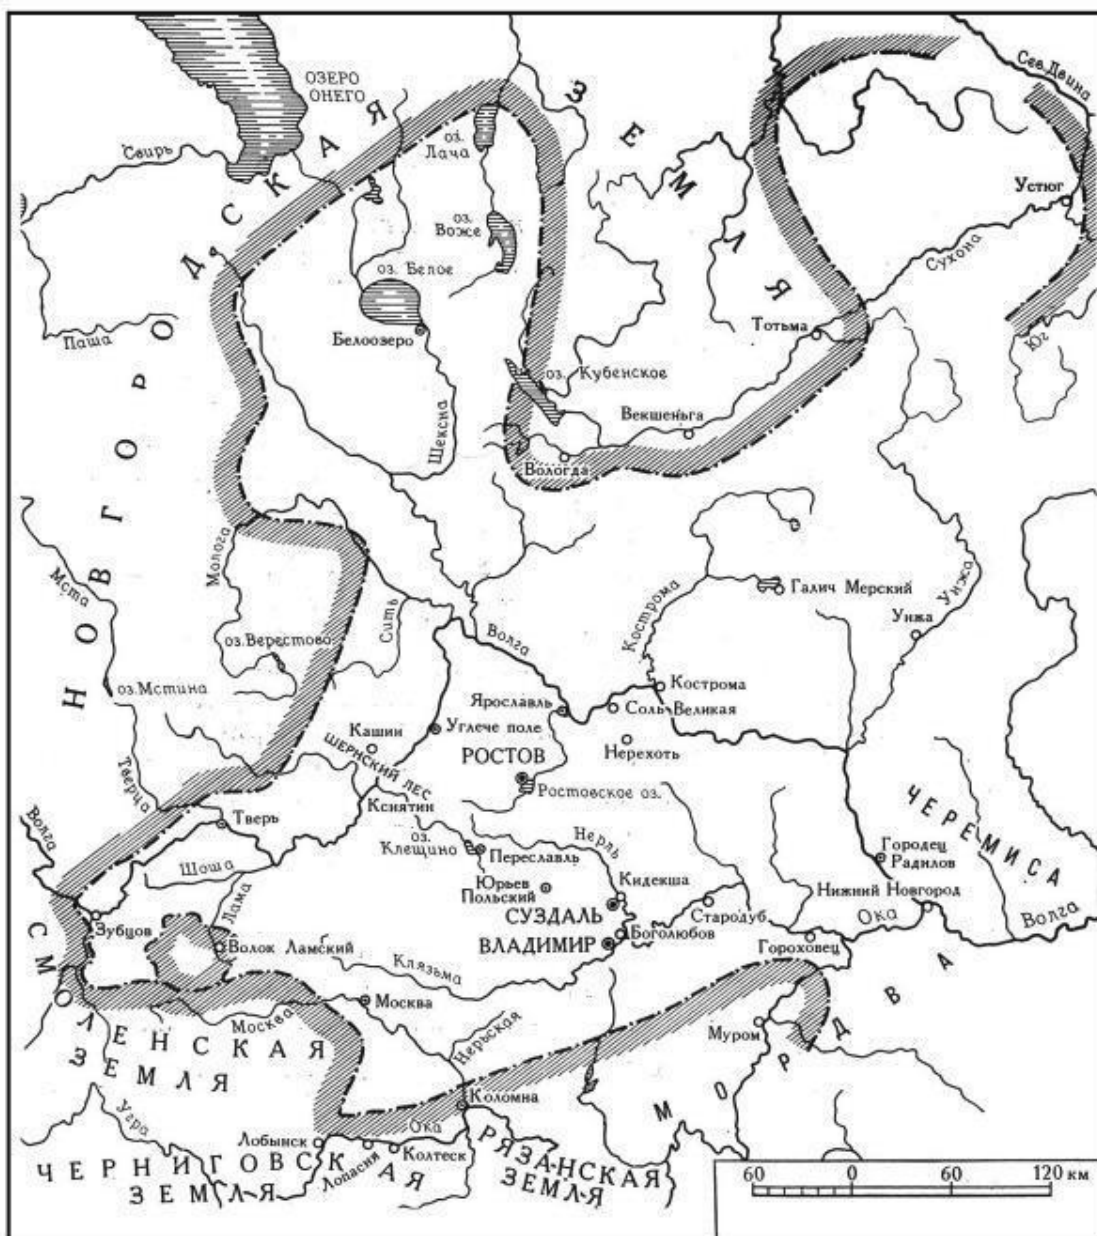 ОЗЕРО
ОНЕГО
Свирь
оз.
Лача
оз.
Воже
оз. Белое
Белоозеро
Паша
Шексна
Сев. Двина
Устюг
Сухона
Тотьма
Юг
оз. Кубенское
Векшеньга
Вологда
НОВГОРОДСКАЯ
ЗЕМЛЯ
Молога
Мста
Сить
оз. Верестово
оз. Мстина
Волга
Кострома
Галич Мерский
Унжа
Унжа
Кострома
Ярославль
Соль Великая
Углече поле
Нерехоть
Кашин
ШЕРНСКИЙ ЛЕС
РОСТОВ
Ростовское оз.
Кснятин
Тверца
Тверь
Волга
Шоша
оз.
Клещино
Переславль
Нерль
Юрьев
Польский
Кидекша
СУЗДАЛЬ
ВЛАДИМИР
Боголюбов
Стародуб
Городец
Радилов
Нижний Новгород
Ока
Волга
Гороховец
ЧЕРЕМИСА
Зубцов
Лама
Волок Ламский
Клязьма
Москва
Москва
Нерская
Муром
МОРДВА
СМОЛЕНСКАЯ
ЗЕМЛЯ
Угра
Коломна
Ока
Лобынск
Лопасня
Колтеск
ЧЕРНИГОВСКАЯ
ЗЕМЛЯ
РЯЗАНСКАЯ
ЗЕМЛЯ
60 0 120 км